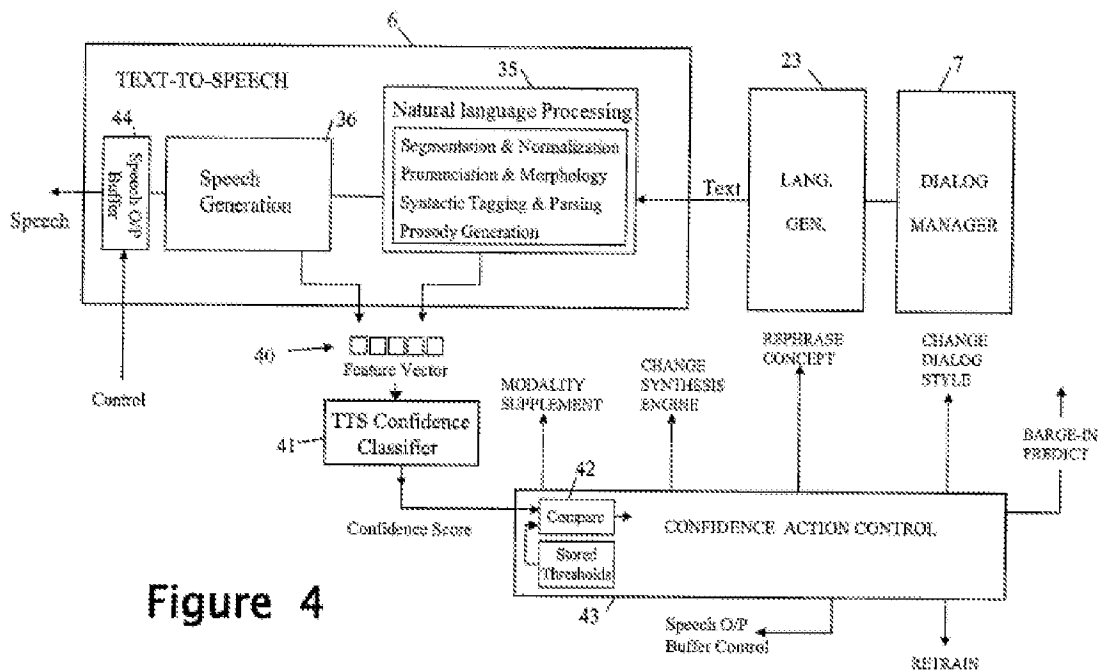 6
TEXT-TO-SPEECH
35
23
7
44
36
Natural language Processing
Speech O/P
Buffer
Speech
Generation
Segmentation & Normalization
Pronunciation & Morphology
Syntactic Tagging & Parsing
Prosody Generation
Text
LANG.
GEN.
DIALOG
MANAGER
Speech
40
Feature Vector
Control
REPHRASE
CONCEPT
CHANGE
DIALOG
STYLE
MODALITY
SUPPLEMENT
CHANGE
SYNTHESIS
ENGINE
BARGE-IN
PREDICT
TTS Confidence
Classifier
41
42
Confidence Score
Compare
CONFIDENCE ACTION CONTROL
Stored
Thresholds
43
Speech O/P
Buffer Control
RETRAIN
Figure 4